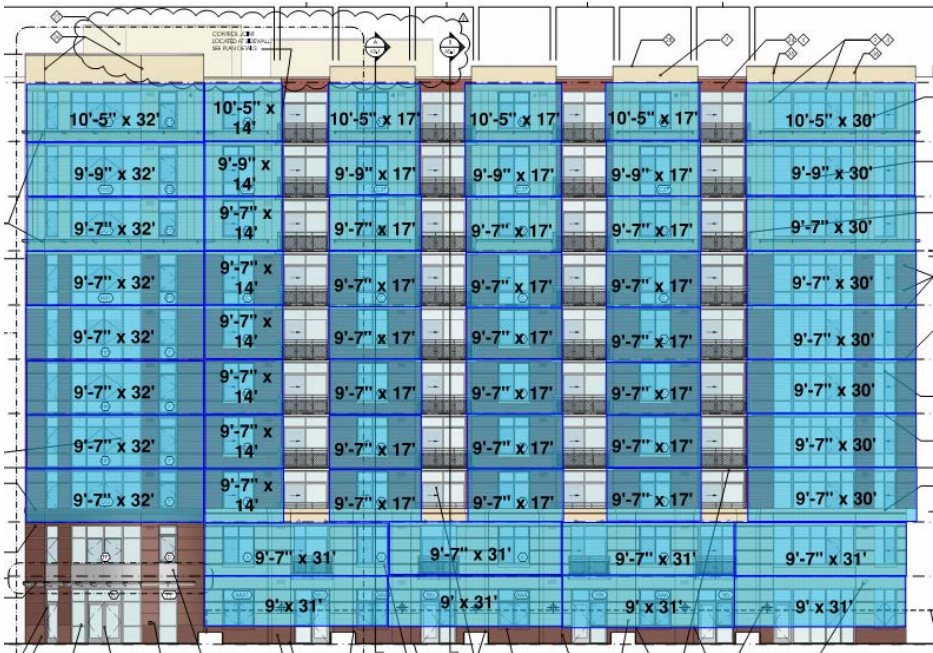 CONTROL JOINT
LOCATED AT SIDEWALL
SEE PLAN DETAILS
10'-5" x 32'
10'-5" x
14'
10'-5" x 17'
10'-5" x 17'
10'-5" x 17'
10'-5" x 30'
9'-9" x 32'
9'-9" x
14'
9'-9" x 17'
9'-9" x 17'
9'-9" x 17'
9'-9" x 30'
9'-7" x 32'
9'-7" x
14'
9'-7" x 17'
9'-7" x 17'
9'-7" x 17'
9'-7" x 30'
9'-7" x 32'
9'-7" x
14'
9'-7" x 17'
9'-7" x 17'
9'-7" x 17'
9'-7" x 30'
9'-7" x 32'
9'-7" x
14'
9'-7" x 17'
9'-7" x 17'
9'-7" x 17'
9'-7" x 30'
9'-7" x 32'
9'-7" x
14'
9'-7" x 17'
9'-7" x 17'
9'-7" x 17'
9'-7" x 30'
9'-7" x 32'
9'-7" x
14'
9'-7" x 17'
9'-7" x 17'
9'-7" x 17'
9'-7" x 30'
9'-7" x 32'
9'-7" x
14'
9'-7" x 17'
9'-7" x 17'
9'-7" x 17'
9'-7" x 30'
9'-7" x 31'
9'-7" x 31'
9'-7" x 31'
9'-7" x 31'
9' x 31'
9' x 31'
9' x 31'
9' x 31'